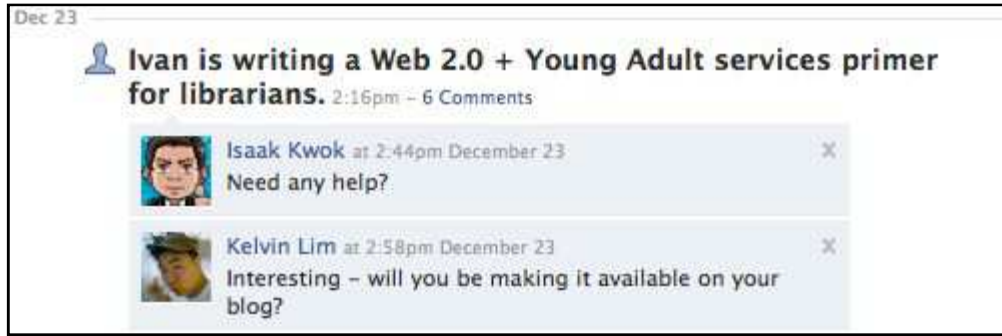 Dec 23
Ivan is writing a Web 2.0 + Young Adult services primer
for librarians. 2:16pm – 6 Comments
Isaak Kwok at 2:44pm December 23 X
Need any help?
Kelvin Lim at 2:58pm December 23 X
Interesting – will you be making it available on your
blog?